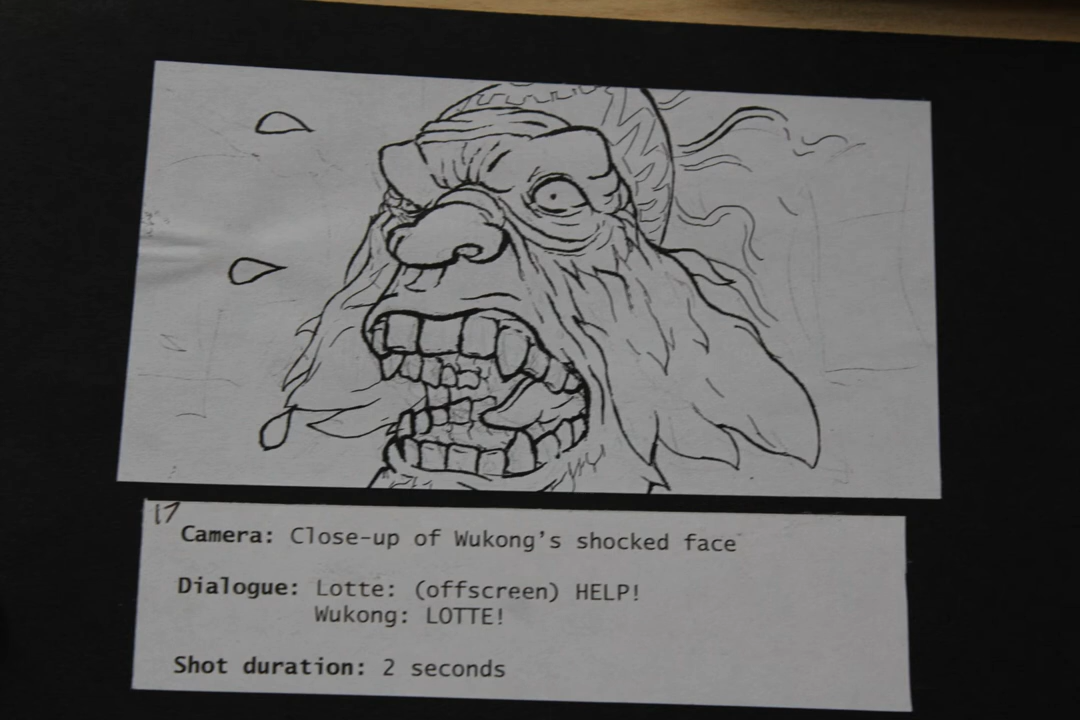 17
Camera: Close-up of Wukong's shocked face
Dialogue: Lotte: (offscreen) HELP!
Wukong: LOTTE!
Shot duration: 2 seconds